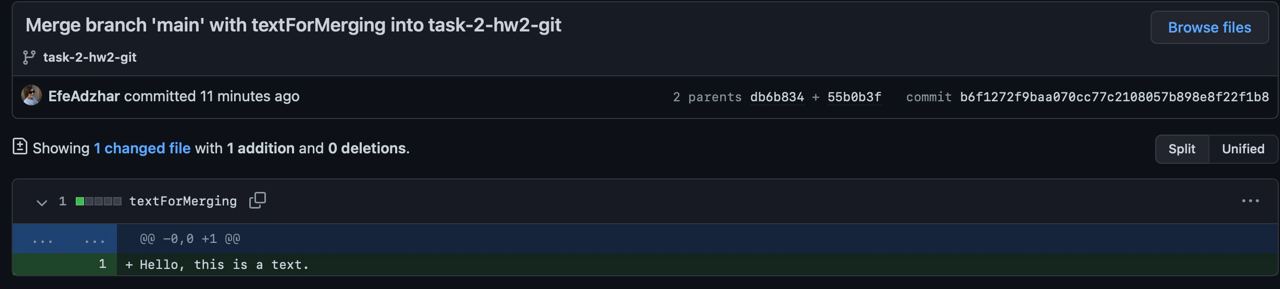 Merge branch 'main' with textForMerging into task-2-hw2-git
Browse files
task-2-hw2-git
EfeAdzhar committed 11 minutes ago
2 parents db6b834 + 55b0b3f commit b6f1272f9baa070cc77c2108057b898e8f22f1b8
Showing 1 changed file with 1 addition and 0 deletions.
Split Unified
1 textForMerging ...
... ... @@ -0,0 +1 @@
1 + Hello, this is a text.